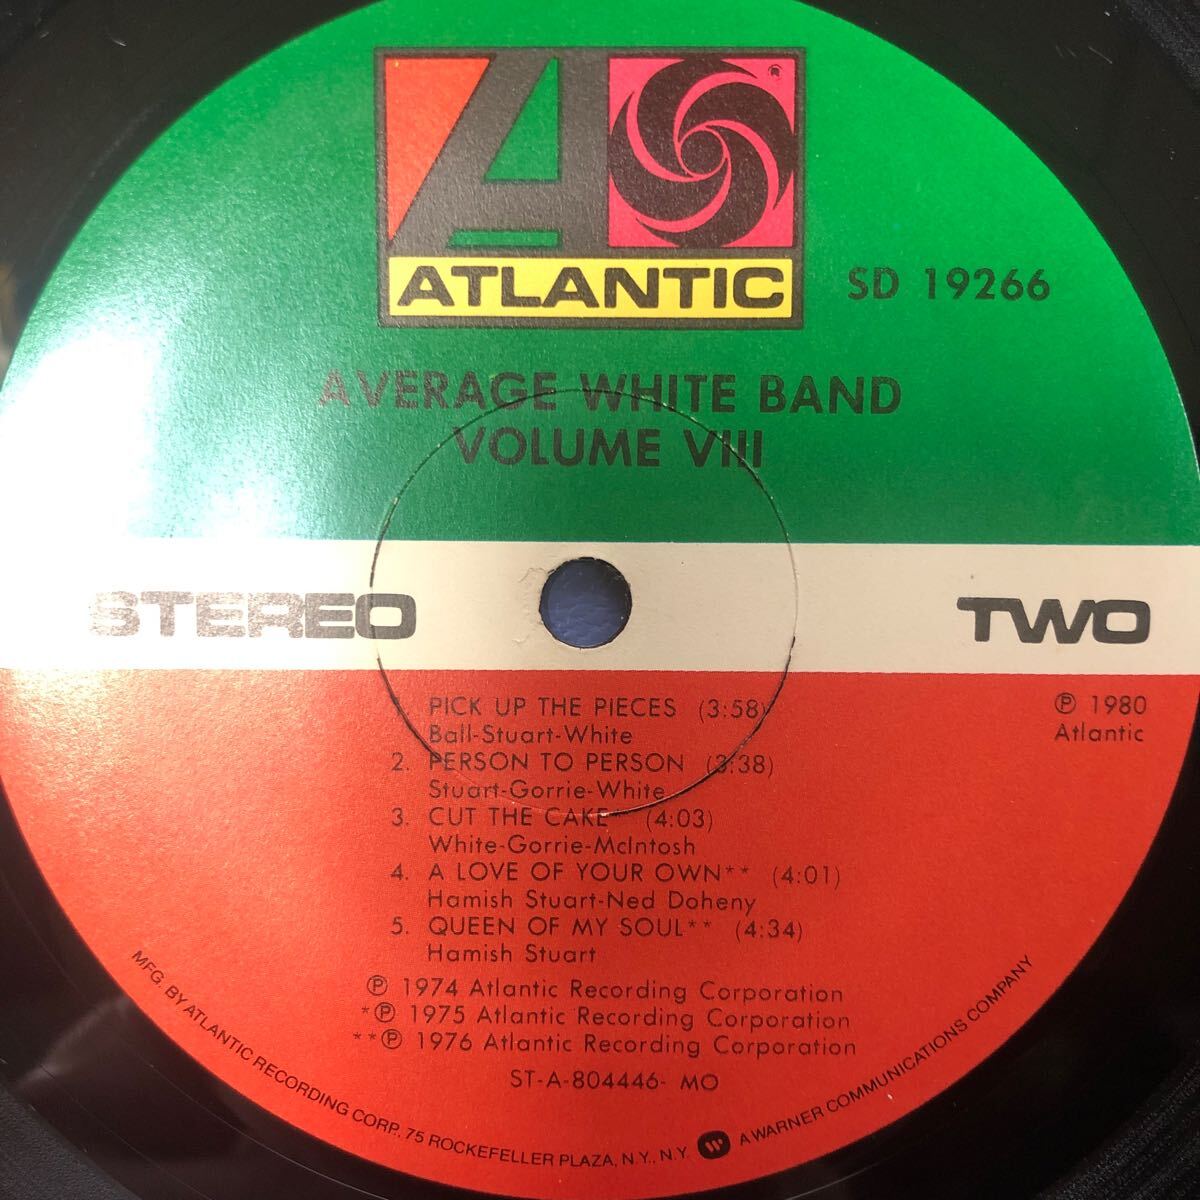 ®
ATLANTIC
SD 19266
AVERAGE WHITE BAND
VOLUME VIII
STEREO
TWO
1. PICK UP THE PIECES (3:58)
Ball-Stuart-White
2. PERSON TO PERSON (3:38)
Stuart-Gorrie-White
3. CUT THE CAKE* (4:03)
White-Gorrie-McIntosh
4. A LOVE OF YOUR OWN** (4:01)
Hamish Stuart-Ned Doheny
5. QUEEN OF MY SOUL** (4:34)
Hamish Stuart
℗ 1980
Atlantic
℗ 1974 Atlantic Recording Corporation
*℗ 1975 Atlantic Recording Corporation
**℗ 1976 Atlantic Recording Corporation
ST-A-804446- MO
MFG. BY ATLANTIC RECORDING CORP., 75 ROCKEFELLER PLAZA, N.Y., N.Y. A WARNER COMMUNICATIONS COMPANY